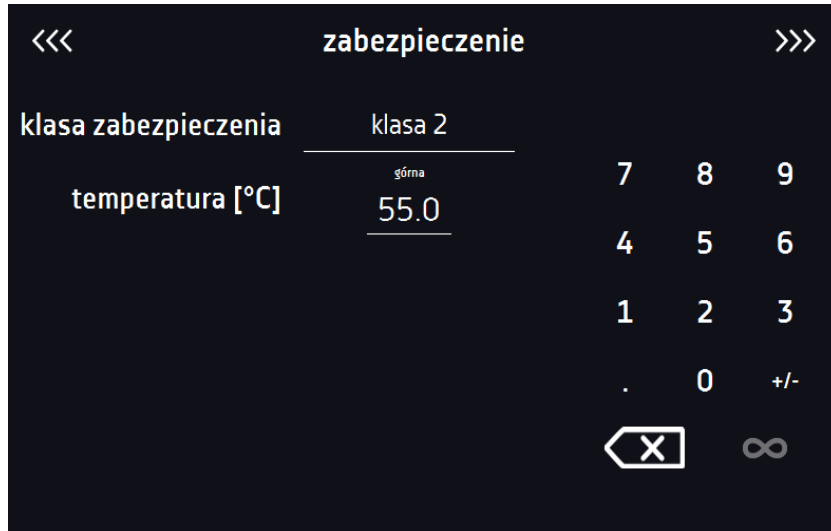 <<< zabezpieczenie >>>
klasa zabezpieczenia klasa 2
górna
temperatura [°C] 55.0
7 8 9
4 5 6
1 2 3
. 0 +/-
X ∞